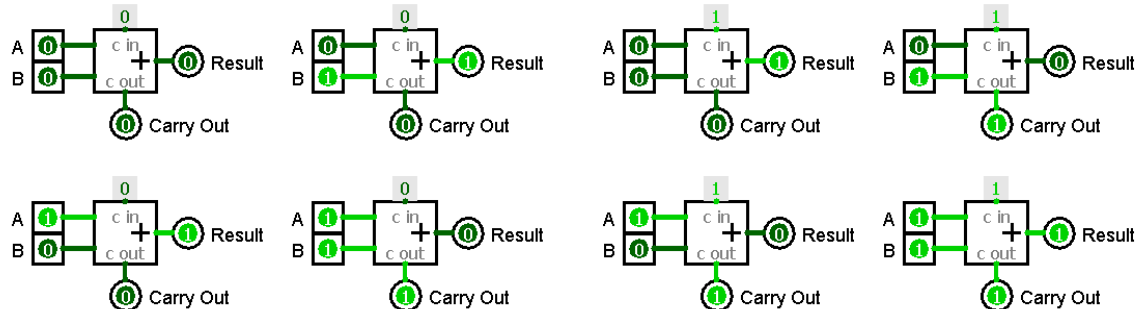 0 0 1 1
A 0 c in A 0 c in A 0 c in A 0 c in
+ 0 Result + 1 Result + 1 Result + 0 Result
B 0 c out B 1 c out B 0 c out B 1 c out
0 Carry Out 0 Carry Out 0 Carry Out 1 Carry Out
0 0 1 1
A 1 c in A 1 c in A 1 c in A 1 c in
+ 1 Result + 0 Result + 0 Result + 1 Result
B 0 c out B 1 c out B 0 c out B 1 c out
0 Carry Out 1 Carry Out 1 Carry Out 1 Carry Out